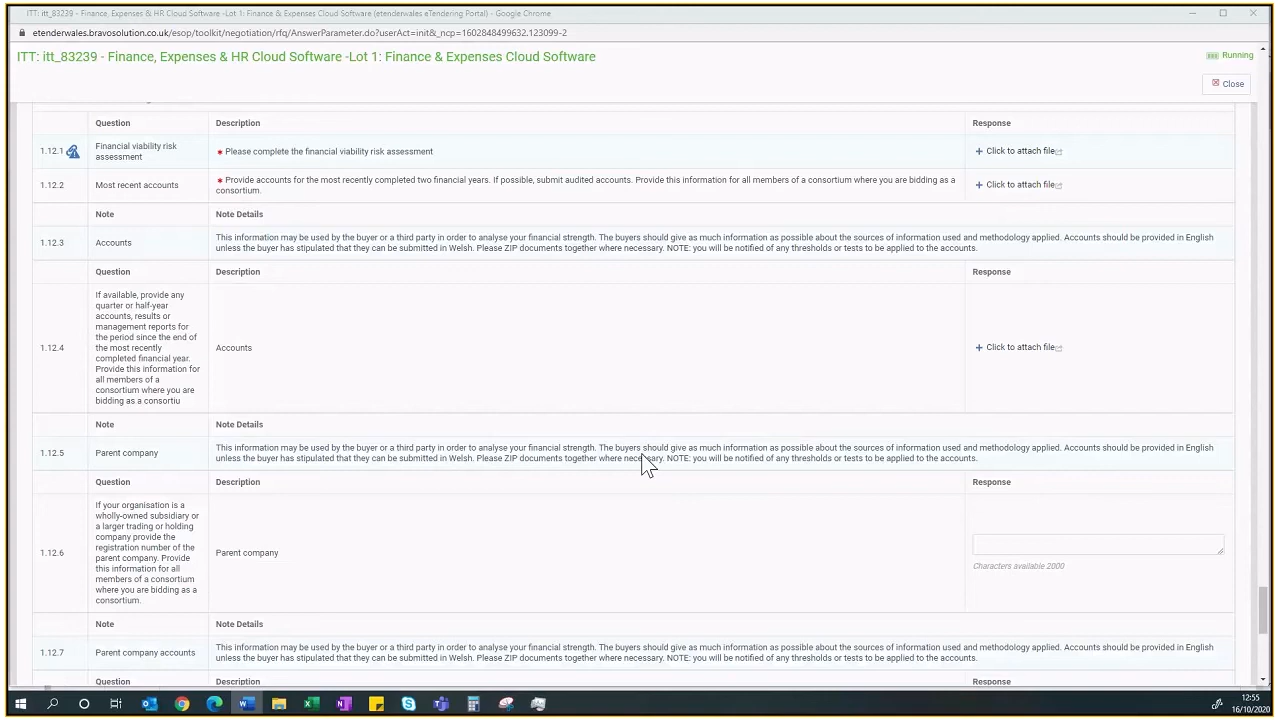 ITT: itt_83239 - Finance, Expenses & HR Cloud Software -Lot 1: Finance & Expenses Cloud Software (etenderwales eTendering Portal) - Google Chrome
etenderwales.bravosolution.co.uk/esop/toolkit/negotiation/rfq/AnswerParameter.do?userAct=init&_ncp=1602848499632.123099-2
ITT: itt_83239 - Finance, Expenses & HR Cloud Software -Lot 1: Finance & Expenses Cloud Software
Running
Close
Question Description Response
1.12.1 Financial viability risk
assessment
* Please complete the financial viability risk assessment
+ Click to attach file
1.12.2 Most recent accounts
* Provide accounts for the most recently completed two financial years. If possible, submit audited accounts. Provide this information for all members of a consortium where you are bidding as a
consortium.
+ Click to attach file
Note Note Details
1.12.3 Accounts
This information may be used by the buyer or a third party in order to analyse your financial strength. The buyers should give as much information as possible about the sources of information used and methodology applied. Accounts should be provided in English
unless the buyer has stipulated that they can be submitted in Welsh. Please ZIP documents together where necessary. NOTE: you will be notified of any thresholds or tests to be applied to the accounts.
Question Description Response
1.12.4
If available, provide any
quarter or half-year
accounts, results or
management reports for
the period since the end of
the most recently
completed financial year.
Provide this information for
all members of a
consortium where you are
bidding as a consortiu
Accounts
+ Click to attach file
Note Note Details
1.12.5 Parent company
This information may be used by the buyer or a third party in order to analyse your financial strength. The buyers should give as much information as possible about the sources of information used and methodology applied. Accounts should be provided in English
unless the buyer has stipulated that they can be submitted in Welsh. Please ZIP documents together where necessary. NOTE: you will be notified of any thresholds or tests to be applied to the accounts.
Question Description Response
1.12.6
If your organisation is a
wholly-owned subsidiary or
a larger trading or holding
company provide the
registration number of the
parent company. Provide
this information for all
members of a consortium
where you are bidding as a
consortium.
Parent company
Characters available 2000
Note Note Details
1.12.7 Parent company accounts
This information may be used by the buyer or a third party in order to analyse your financial strength. The buyers should give as much information as possible about the sources of information used and methodology applied. Accounts should be provided in English
unless the buyer has stipulated that they can be submitted in Welsh. Please ZIP documents together where necessary. NOTE: you will be notified of any thresholds or tests to be applied to the accounts.
Question Description Response
12:55
16/10/2020